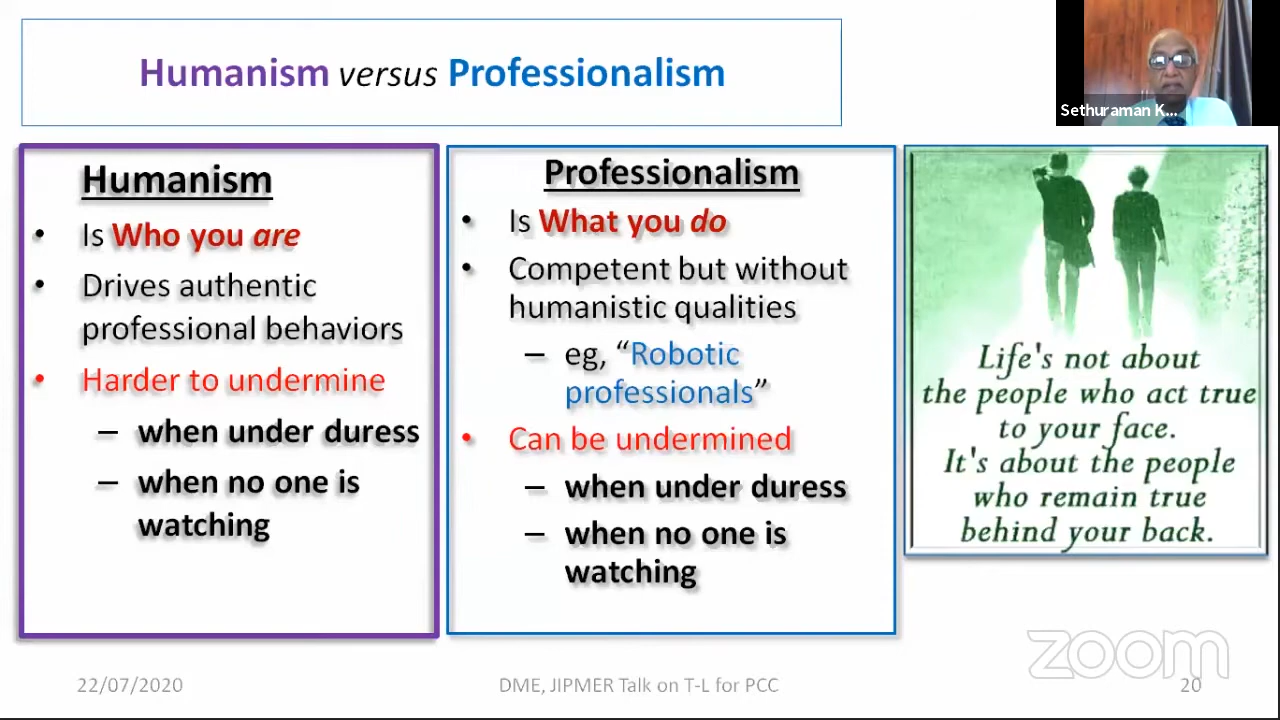 Humanism versus Professionalism
Sethuraman K...
Humanism
• Is Who you are
• Drives authentic
professional behaviors
• Harder to undermine
– when under duress
– when no one is
watching
Professionalism
• Is What you do
• Competent but without
humanistic qualities
– eg, “Robotic
professionals”
• Can be undermined
– when under duress
– when no one is
watching
Life's not about
the people who act true
to your face.
It's about the people
who remain true
behind your back.
zoom
22/07/2020
DME, JIPMER Talk on T-L for PCC
20